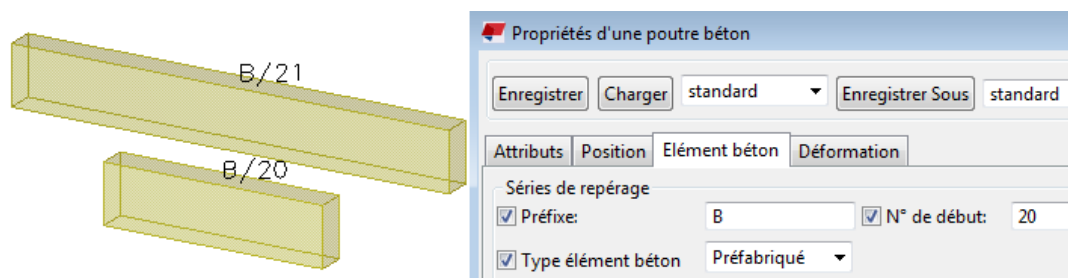 B/21
B/20
Propriétés d'une poutre béton
Enregistrer Charger standard Enregistrer Sous standard
Attributs Position Elément béton Déformation
Séries de repérage
Préfixe: B N° de début: 20
Type élément béton Préfabriqué